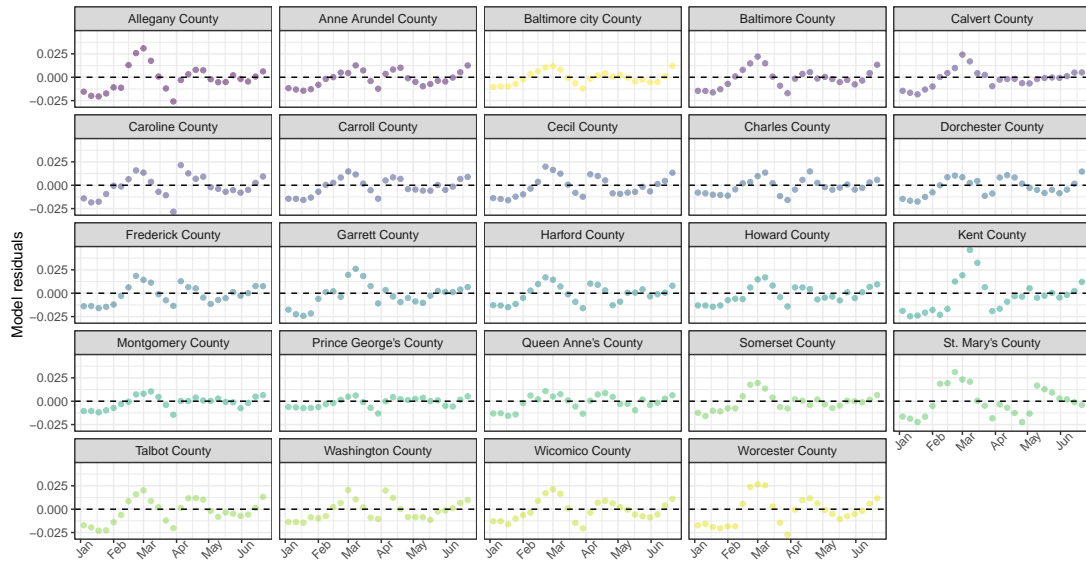 Allegany County Anne Arundel County Baltimore city County Baltimore County Calvert County
0.025
0.000
−0.025
Caroline County Carroll County Cecil County Charles County Dorchester County
0.025
0.000
−0.025
Frederick County Garrett County Harford County Howard County Kent County
0.025
0.000
−0.025
Model residuals
Montgomery County Prince George's County Queen Anne's County Somerset County St. Mary's County
0.025
0.000
−0.025
Jan Feb Mar Apr May Jun
Talbot County Washington County Wicomico County Worcester County
0.025
0.000
−0.025
Jan Feb Mar Apr May Jun Jan Feb Mar Apr May Jun Jan Feb Mar Apr May Jun Jan Feb Mar Apr May Jun